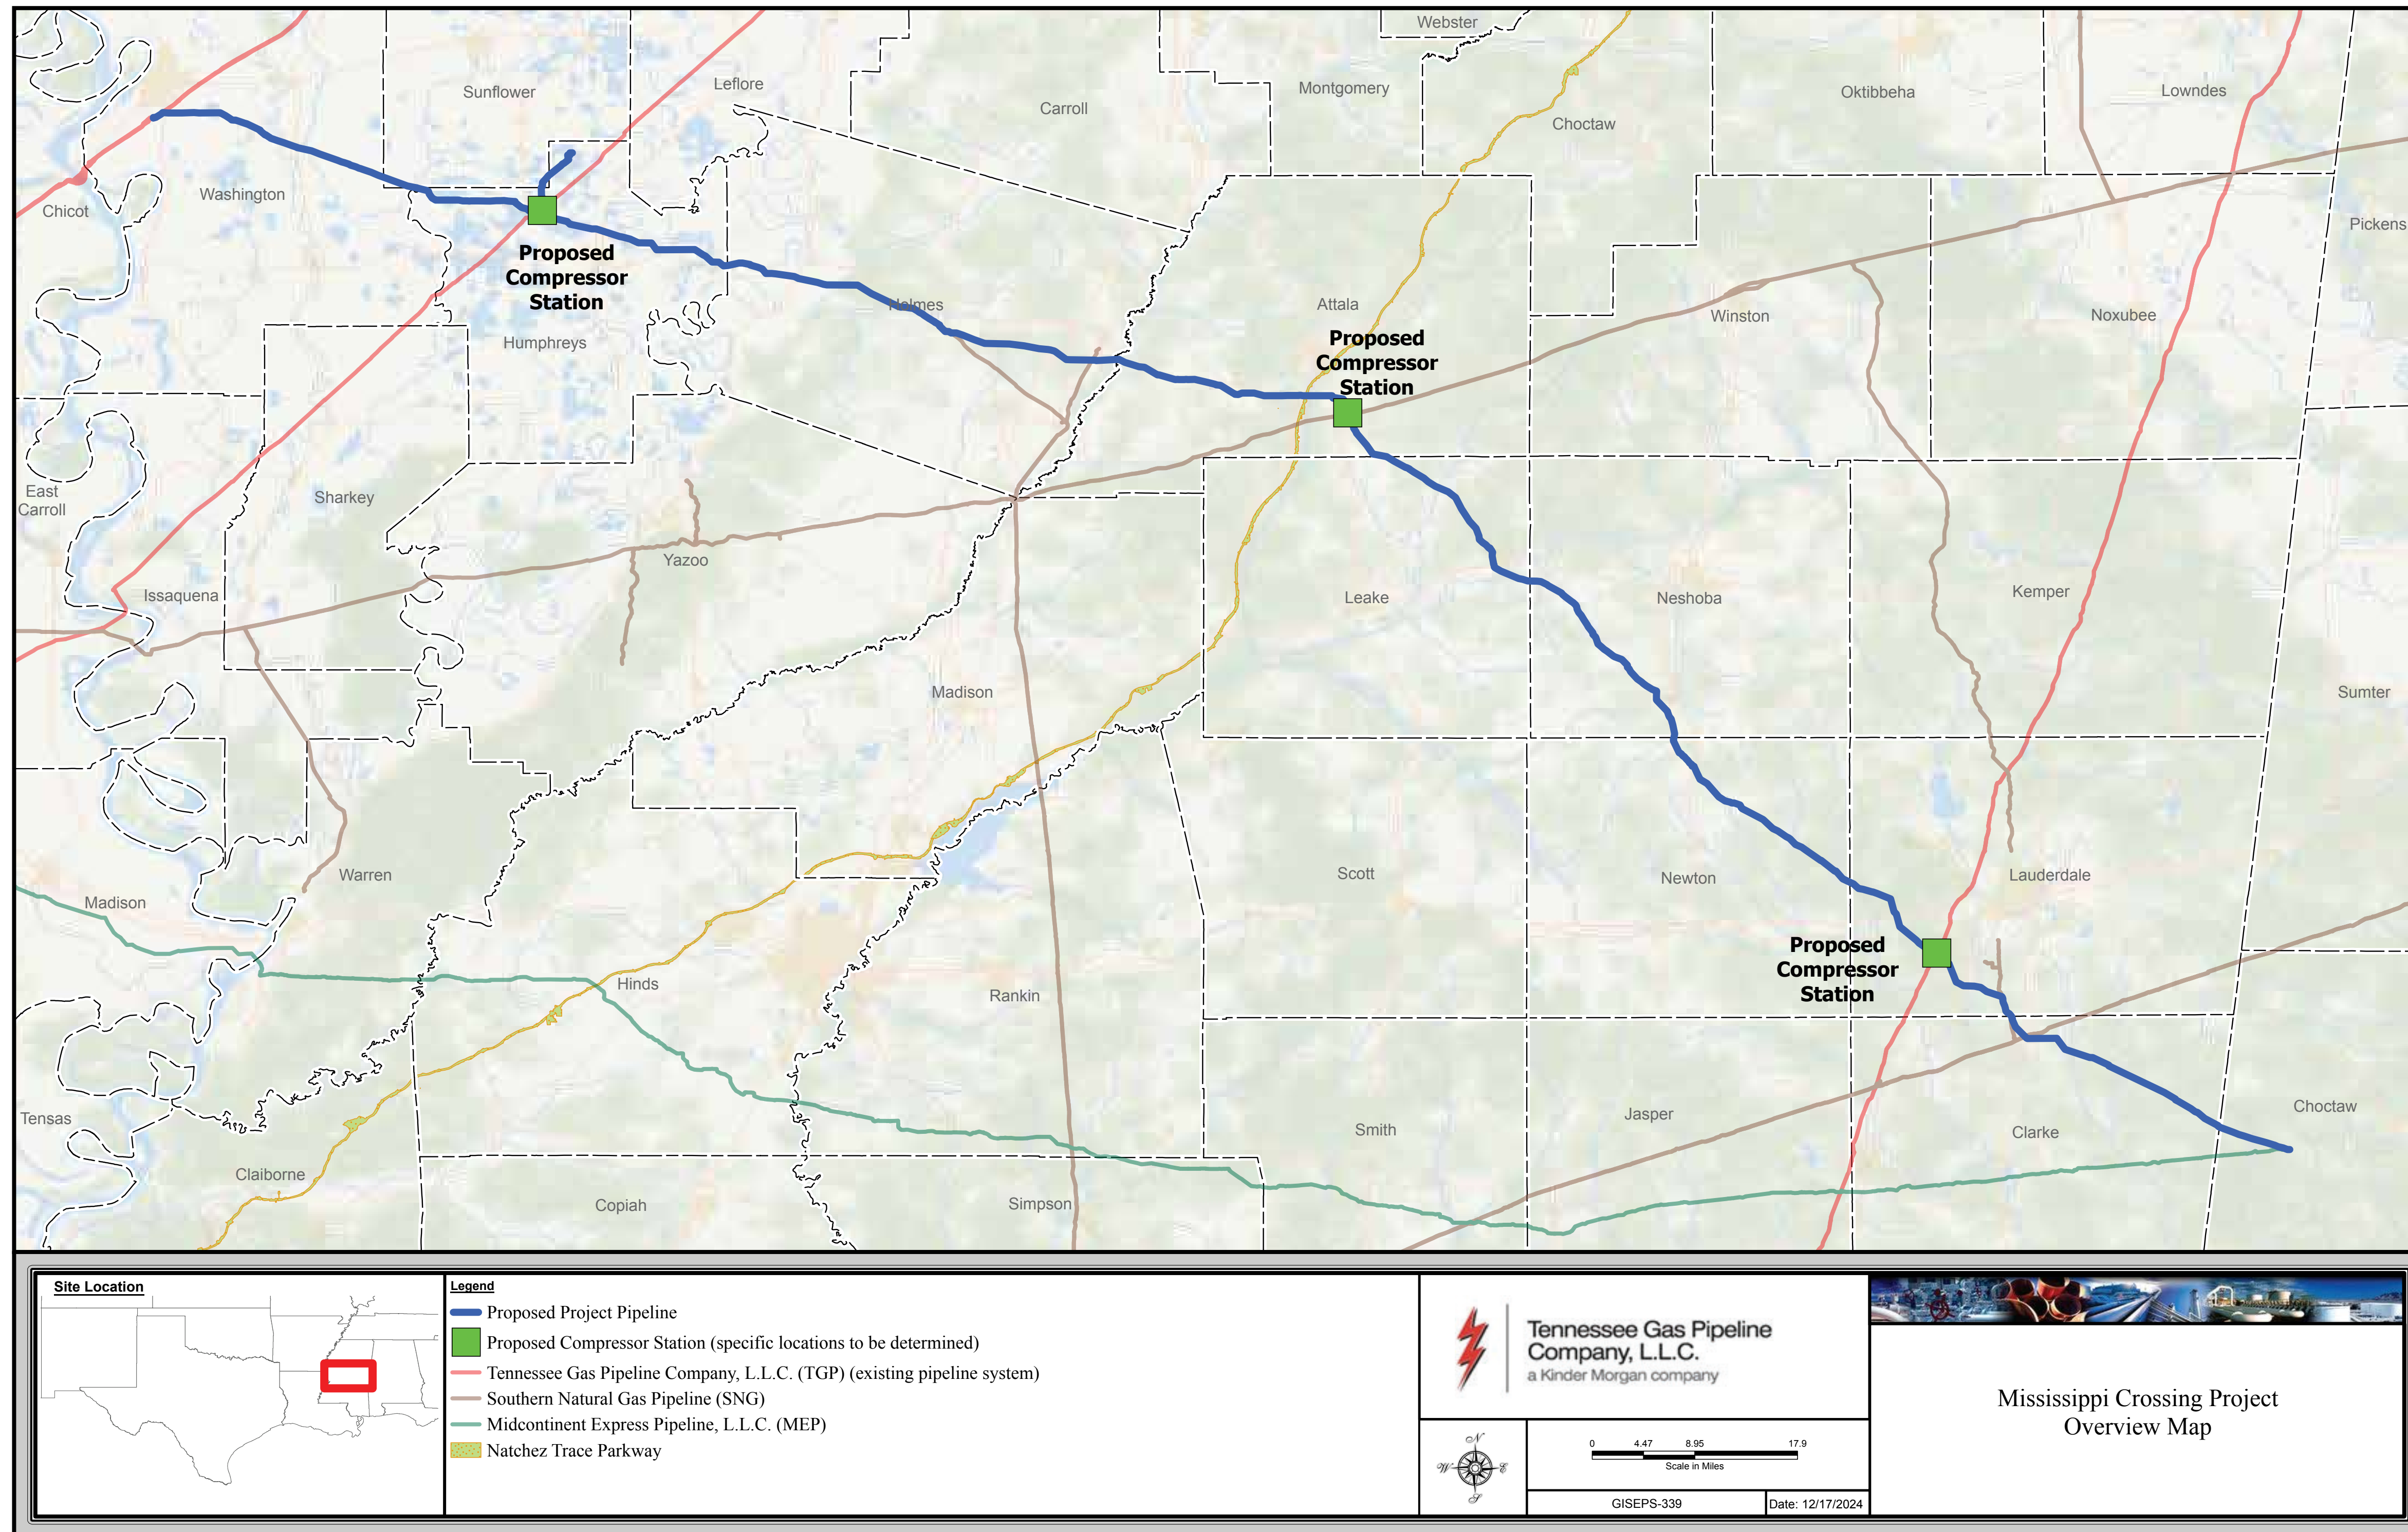 Webster
Sunflower
Leflore
Carroll
Montgomery
Choctaw
Oktibbeha
Lowndes
Washington
Chicot
Pickens
Proposed
Compressor
Station
Holmes
Attala
Winston
Noxubee
Humphreys
Proposed
Compressor
Station
East
Carroll
Sharkey
Yazoo
Issaquena
Leake
Neshoba
Kemper
Madison
Sumter
Warren
Scott
Newton
Lauderdale
Madison
Hinds
Rankin
Proposed
Compressor
Station
Tensas
Smith
Jasper
Clarke
Choctaw
Claiborne
Copiah
Simpson
Site Location
Legend
Proposed Project Pipeline
Proposed Compressor Station (specific locations to be determined)
Tennessee Gas Pipeline Company, L.L.C. (TGP) (existing pipeline system)
Southern Natural Gas Pipeline (SNG)
Midcontinent Express Pipeline, L.L.C. (MEP)
Natchez Trace Parkway
Tennessee Gas Pipeline
Company, L.L.C.
a Kinder Morgan company
N
W E
S
0 4.47 8.95 17.9
Scale in Miles
GISEPS-339
Date: 12/17/2024
Mississippi Crossing Project
Overview Map